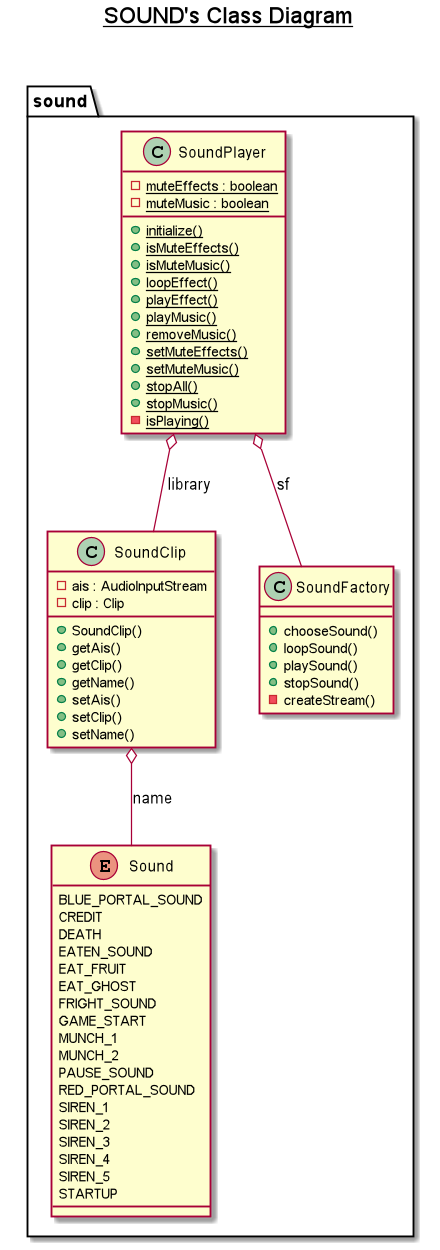 SOUND's Class Diagram
sound
C SoundPlayer
muteEffects : boolean
muteMusic : boolean
initialize()
isMuteEffects()
isMuteMusic()
loopEffect()
playEffect()
playMusic()
removeMusic()
setMuteEffects()
setMuteMusic()
stopAll()
stopMusic()
isPlaying()
library
sf
C SoundClip
ais : AudioInputStream
clip : Clip
SoundClip()
getAis()
getClip()
getName()
setAis()
setClip()
setName()
C SoundFactory
chooseSound()
loopSound()
playSound()
stopSound()
createStream()
name
E Sound
BLUE_PORTAL_SOUND
CREDIT
DEATH
EATEN_SOUND
EAT_FRUIT
EAT_GHOST
FRIGHT_SOUND
GAME_START
MUNCH_1
MUNCH_2
PAUSE_SOUND
RED_PORTAL_SOUND
SIREN_1
SIREN_2
SIREN_3
SIREN_4
SIREN_5
STARTUP